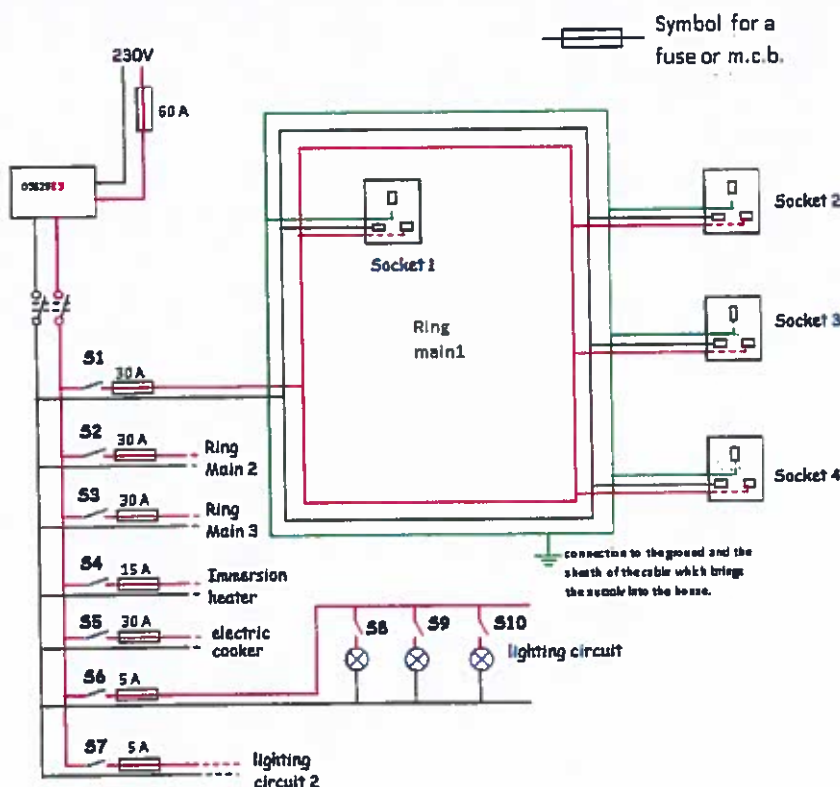 Symbol for a
fuse or m.c.b.
230V
60 A
Socket 1
Socket 2
Socket 3
Socket 4
Ring
main1
S1
30 A
S2
30 A
Ring
Main 2
S3
30 A
Ring
Main 3
S4
15 A
Immersion
heater
S5
30 A
electric
cooker
S6
5 A
S7
5 A
lighting
circuit 2
S8
S9
S10
lighting circuit
connection to the ground and the
sheath of the cable which brings
the supply into the house.